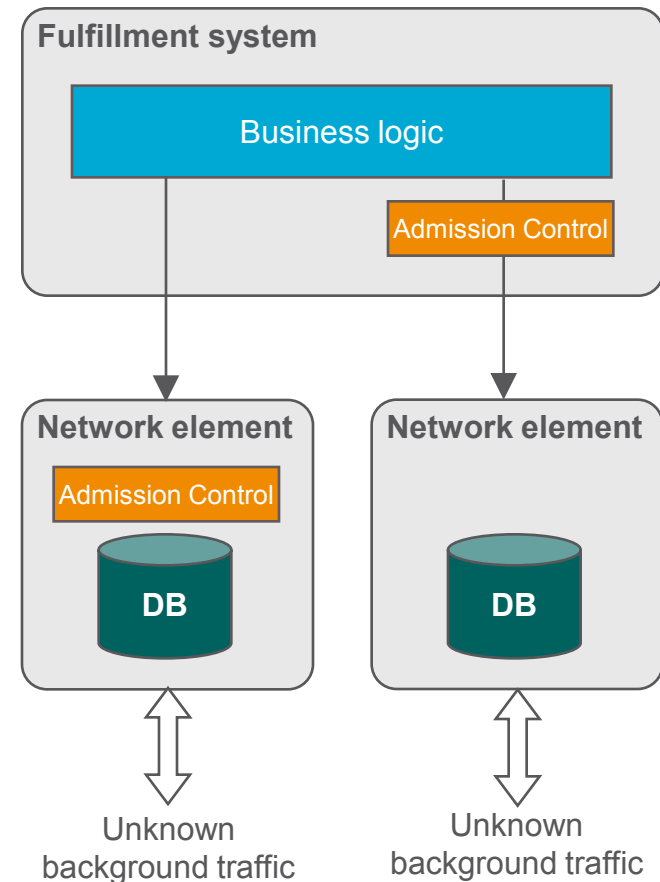 Fulfillment system
Business logic
Admission Control
Network element
Admission Control
DB
Unknown
background traffic
Network element
DB
Unknown
background traffic